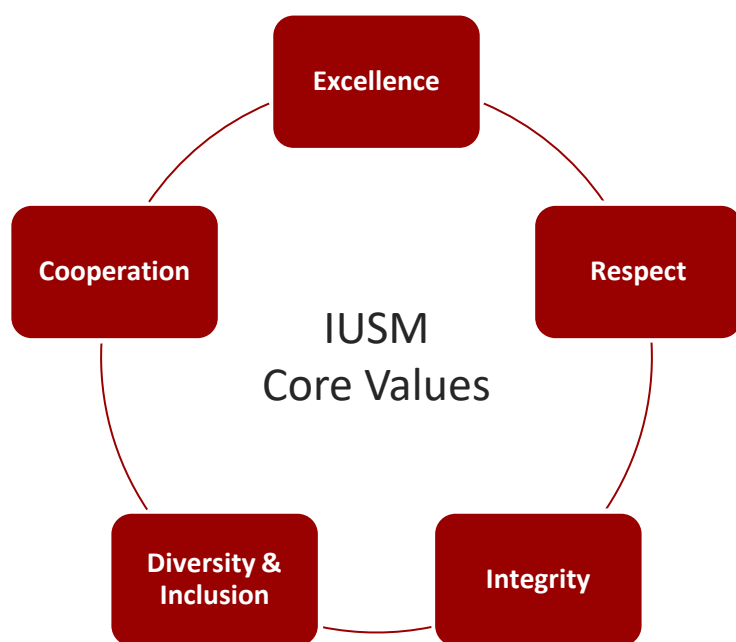 Excellence
Respect
Integrity
Diversity &
Inclusion
Cooperation
IUSM
Core Values